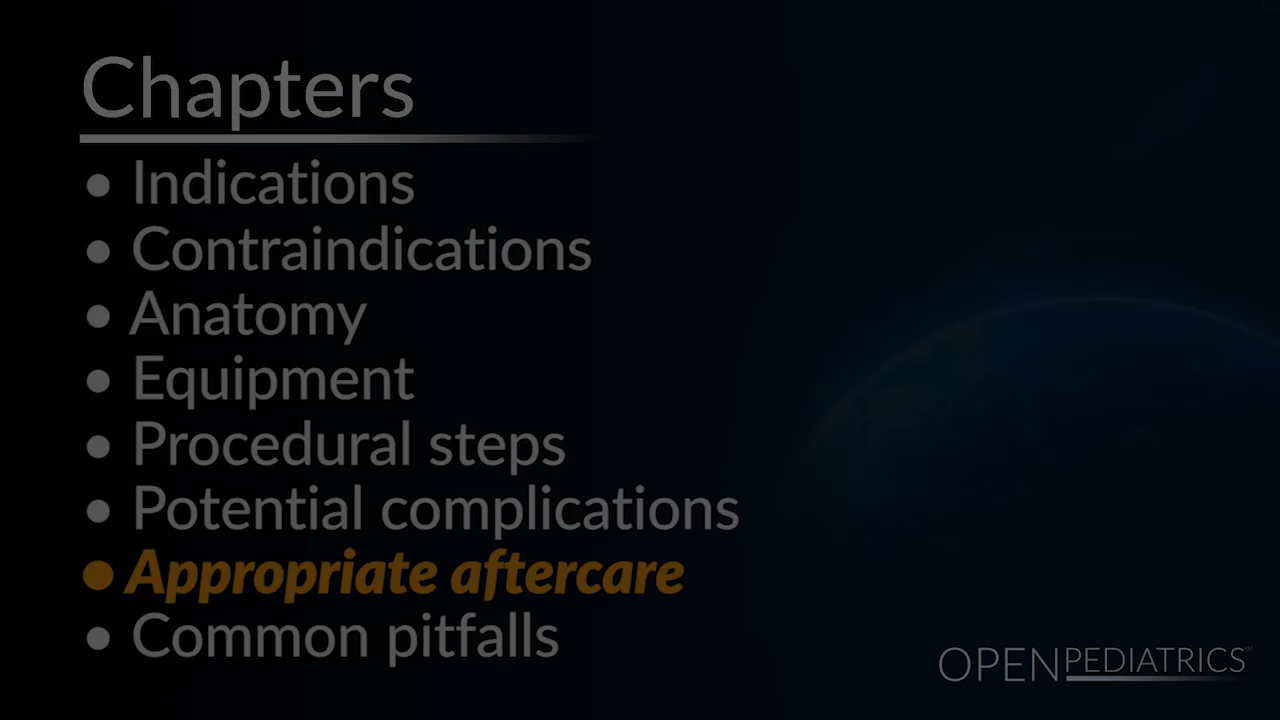 Chapters
• Indications
• Contraindications
• Anatomy
• Equipment
• Procedural steps
• Potential complications
• Appropriate aftercare
• Common pitfalls
OPENPEDIATRICS™